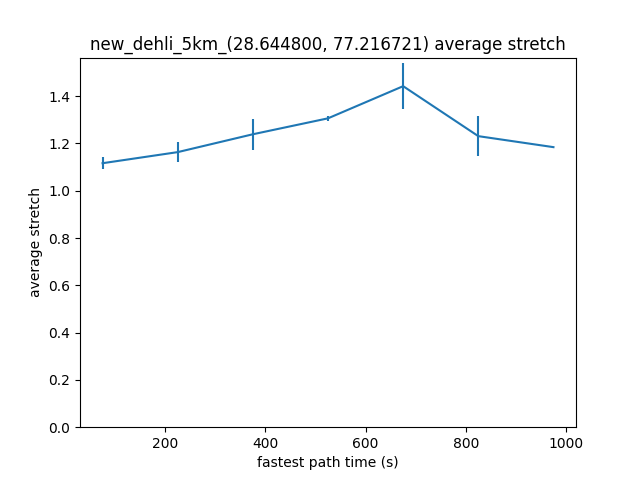 new_dehli_5km_(28.644800, 77.216721) average stretch
1.4
1.2
1.0
0.8
0.6
0.4
0.2
0.0
average stretch
200 400 600 800 1000
fastest path time (s)